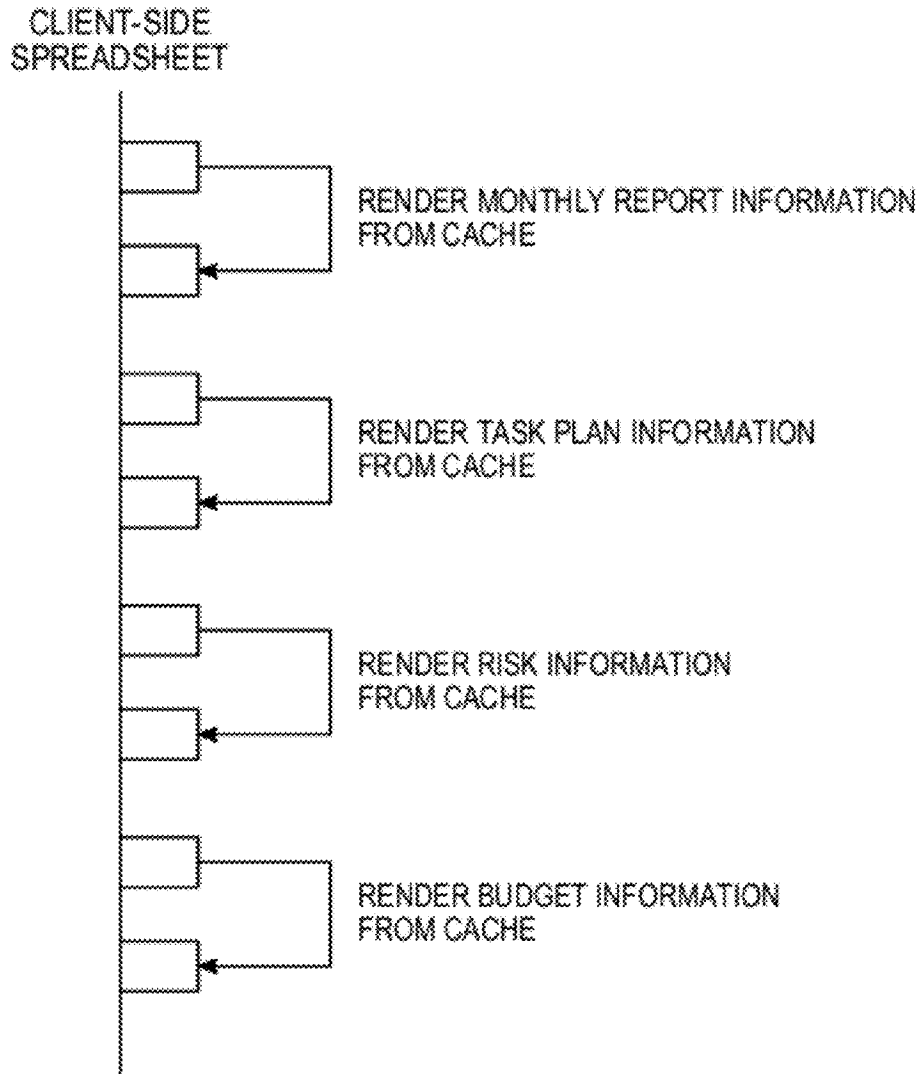 CLIENT-SIDE
SPREADSHEET
RENDER MONTHLY REPORT INFORMATION
FROM CACHE
RENDER TASK PLAN INFORMATION
FROM CACHE
RENDER RISK INFORMATION
FROM CACHE
RENDER BUDGET INFORMATION
FROM CACHE